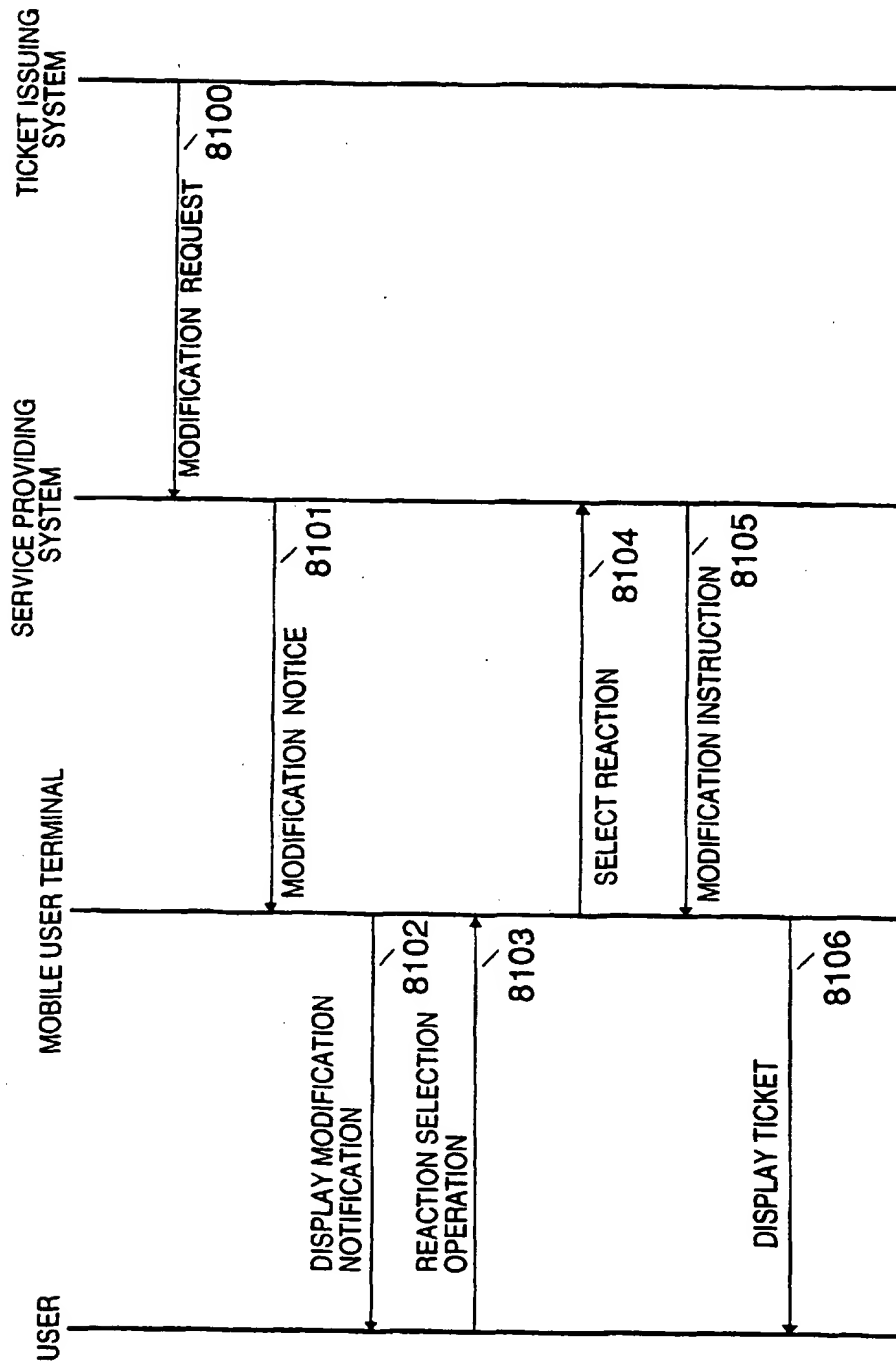 USER
MOBILE USER TERMINAL
SERVICE PROVIDING
SYSTEM
TICKET ISSUING
SYSTEM
MODIFICATION REQUEST
8100
MODIFICATION NOTICE
8101
DISPLAY MODIFICATION
NOTIFICATION
8102
REACTION SELECTION
OPERATION
8103
SELECT REACTION
8104
MODIFICATION INSTRUCTION
8105
DISPLAY TICKET
8106